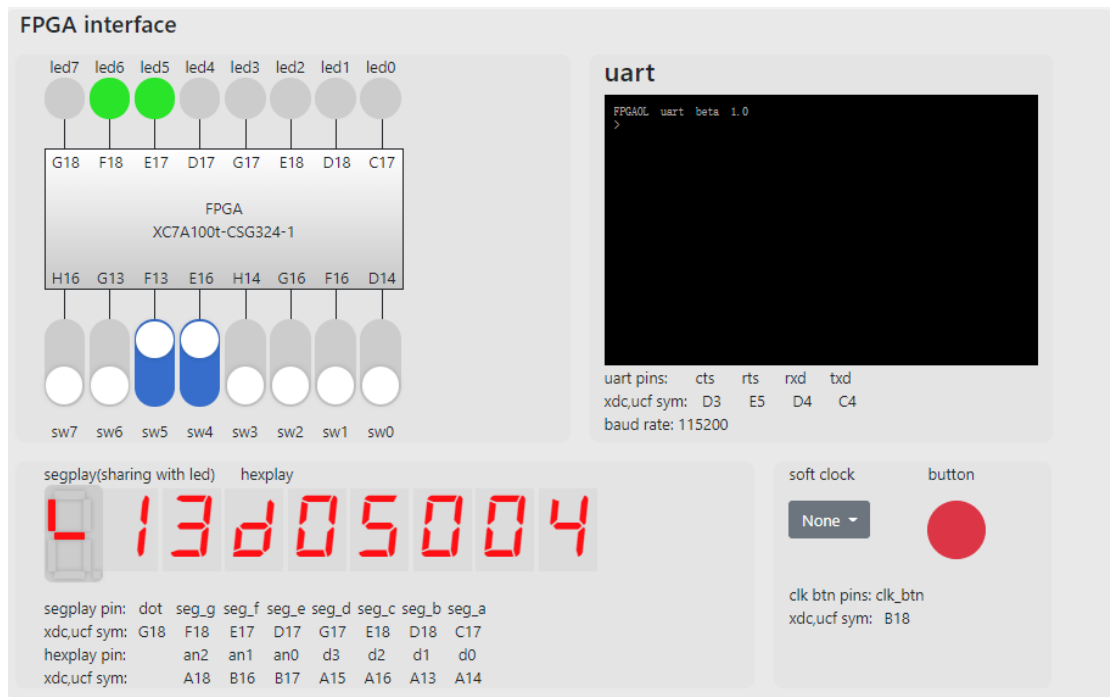 FPGA interface
led7 led6 led5 led4 led3 led2 led1 led0
G18 F18 E17 D17 G17 E18 D18 C17
FPGA
XC7A100t-CSG324-1
H16 G13 F13 E16 H14 G16 F16 D14
sw7 sw6 sw5 sw4 sw3 sw2 sw1 sw0
uart
FPGAOL uart beta 1.0
>
uart pins: cts rts rxd txd
xdc,ucf sym: D3 E5 D4 C4
baud rate: 115200
segplay(sharing with led) hexplay
13d05004
segplay pin: dot seg_g seg_f seg_e seg_d seg_c seg_b seg_a
xdc,ucf sym: G18 F18 E17 D17 G17 E18 D18 C17
hexplay pin: an2 an1 an0 d3 d2 d1 d0
xdc,ucf sym: A18 B16 B17 A15 A16 A13 A14
soft clock button
None
clk btn pins: clk_btn
xdc,ucf sym: B18